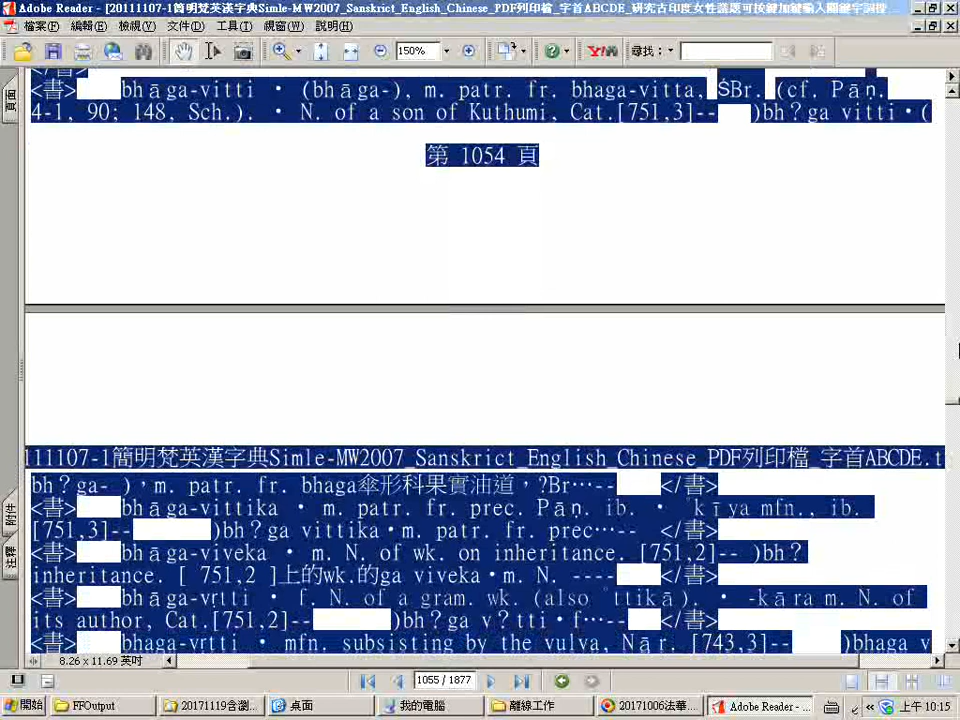 Adobe Reader - [20111107-1簡明梵英漢字典Simle-MW2007_Sanskrict_English_Chinese_PDF列印檔_字首ABCDE_研究古印度女性議題可按鍵加鍵輸入關鍵字詞搜
檔案(F) 編輯(E) 檢視(V) 文件(D) 工具(T) 視窗(W) 說明(H)
150% 尋找:
頁面
</書>
<書> bhāga-vitti ‧ (bhāga-), m. patr. fr. bhaga-vitta, ŚBr. (cf. Pāṇ.
4-1, 90; 148, Sch.). ‧ N. of a son of Kuthumi, Cat.[751,3]-- )bh?ga vitti‧(
第 1054 頁
111107-1簡明梵英漢字典Simle-MW2007_Sanskrict_English_Chinese_PDF列印檔_字首ABCDE.t
bh?ga- ),m. patr. fr. bhaga傘形科果實油道,?Br…-- </書>
<書> bhāga-vittika ‧ m. patr. fr. prec. Pāṇ. ib. ‧ ˚kīya mfn., ib.
[751,3]-- )bh?ga vittika‧m. patr. fr. prec…-- </書>
<書> bhāga-viveka ‧ m. N. of wk. on inheritance. [751,2]-- )bh?
inheritance. [ 751,2 ]上的wk.的ga viveka‧m. N. ---- </書>
<書> bhāga-vṛtti ‧ f. N. of a gram. wk. (also ˚ttikā). ‧ -kāra m. N. of
its author, Cat.[751,2]-- )bh?ga v?tti‧f…-- </書>
<書> bhaga-vṛtti ‧ mfn. subsisting by the vulva, Nār. [743,3]-- )bhaga v
附件
注釋
8.26 x 11.69 英吋
1055 / 1877
開始 FFOutput 20171119含瀏... 桌面 我的電腦 離線工作 20171006法華... Adobe Reader - [... 上午 10:15